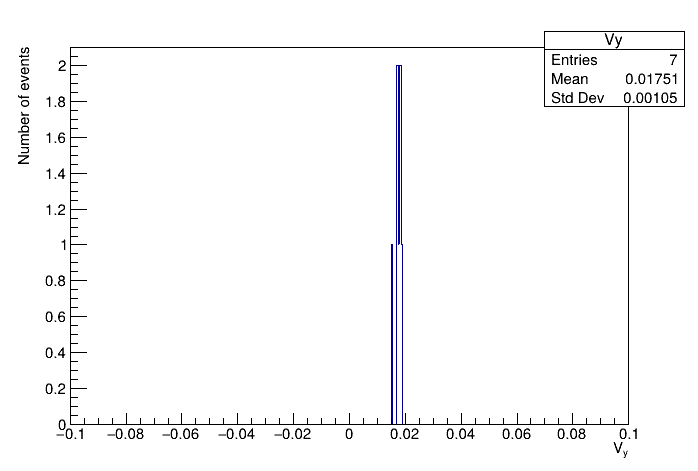 Vy
Entries 7
Mean 0.01751
Std Dev 0.00105
Number of events
2
1.8
1.6
1.4
1.2
1
0.8
0.6
0.4
0.2
0
−0.1 −0.08 −0.06 −0.04 −0.02 0 0.02 0.04 0.06 0.08 0.1
Vy